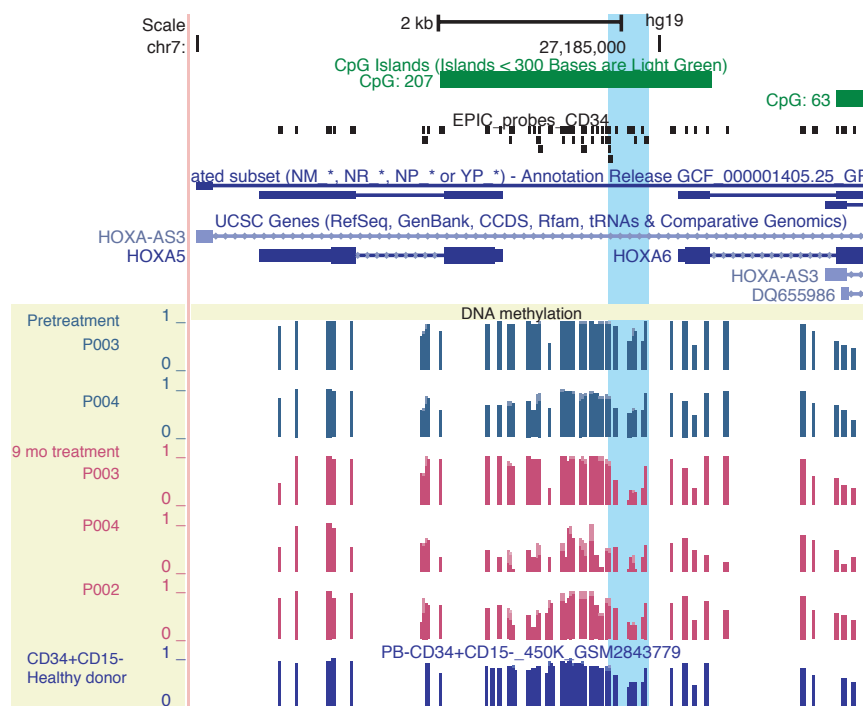 Scale
2 kb
hg19
chr7:
27,185,000
CpG Islands (Islands < 300 Bases are Light Green)
CpG: 207
CpG: 63
EPIC_probes_CD34
ated subset (NM_*, NR_*, NP_* or YP_*) - Annotation Release GCF_000001405.25_GF
UCSC Genes (RefSeq, GenBank, CCDS, Rfam, tRNAs & Comparative Genomics)
HOXA-AS3
HOXA5
HOXA6
HOXA-AS3
DQ655986
DNA methylation
Pretreatment
1 _
P003
0 _
1 _
P004
0 _
9 mo treatment
1 _
P003
0 _
1 _
P004
0 _
P002
1 _
0 _
PB-CD34+CD15-_450K_GSM2843779
CD34+CD15-
1 _
Healthy donor
0